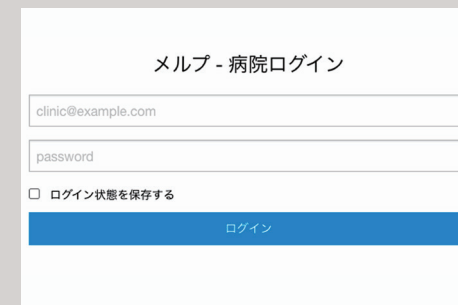 メルプ - 病院ログイン
clinic@example.com
password
ログイン状態を保存する
ログイン